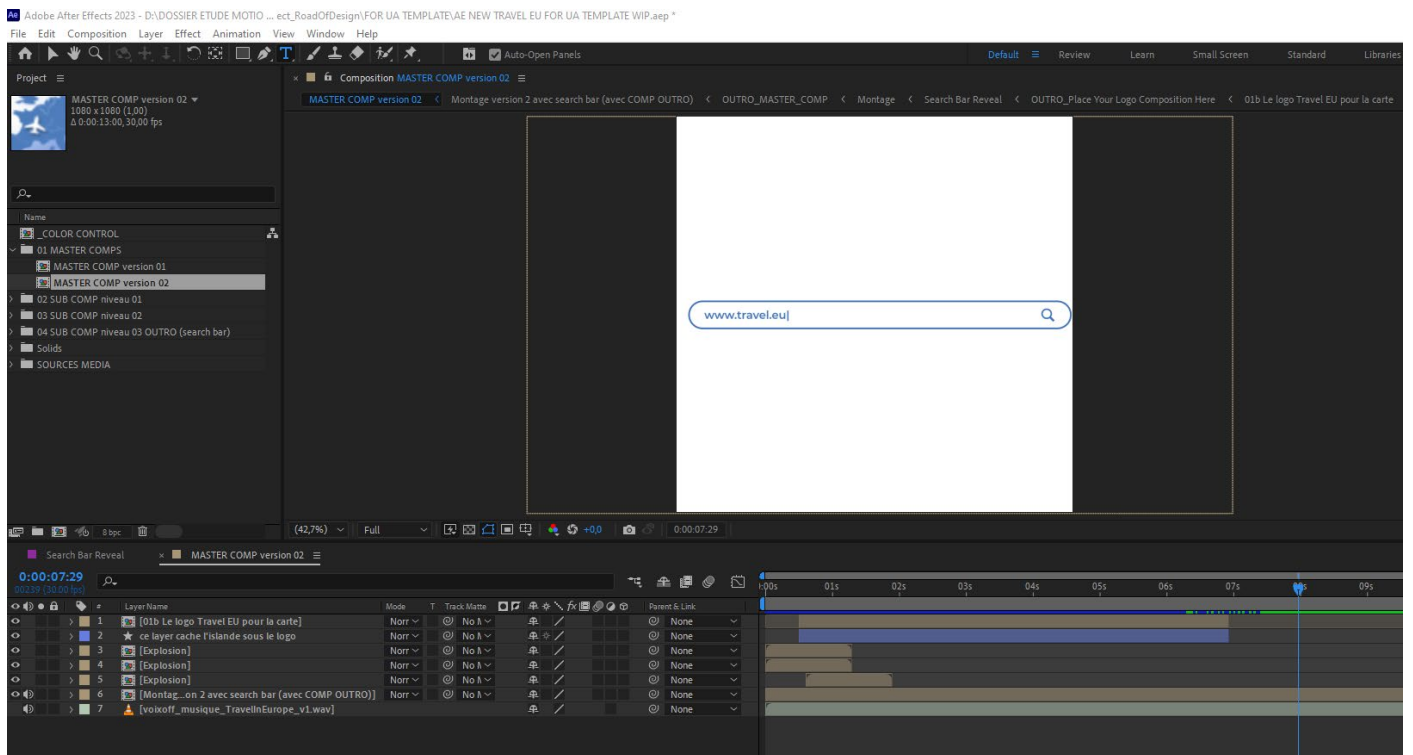 Adobe After Effects 2023 - D:\DOSSIER ETUDE MOTIO ... ect_RoadOfDesign\FOR UA TEMPLATE\AE NEW TRAVEL EU FOR UA TEMPLATE WIP.aep *
File Edit Composition Layer Effect Animation View Window Help
Auto-Open Panels Default Review Learn Small Screen Standard Libraries
Project
Composition MASTER COMP version 02
MASTER COMP version 02
1080 x 1080 (1,00)
Δ 0:00:13:00, 30,00 fps
MASTER COMP version 02 < Montage version 2 avec search bar (avec COMP OUTRO) < OUTRO_MASTER_COMP < Montage < Search Bar Reveal < OUTRO_Place Your Logo Composition Here < 01b Le logo Travel EU pour la carte
Name
_COLOR CONTROL
01 MASTER COMPS
MASTER COMP version 01
MASTER COMP version 02
02 SUB COMP niveau 01
03 SUB COMP niveau 02
04 SUB COMP niveau 03 OUTRO (search bar)
Solids
SOURCES MEDIA
www.travel.eu|
8 bpc
(42,7%) Full +0,0 0:00:07:29
Search Bar Reveal × MASTER COMP version 02
0:00:07:29
00239 (30.00 fps)
:00s 01s 02s 03s 04s 05s 06s 07s 09s
# Layer Name Mode T Track Matte Parent & Link
1 [01b Le logo Travel EU pour la carte] Norr None
2 ce layer cache l'islande sous le logo Norr None
3 [Explosion] Norr None
4 [Explosion] Norr None
5 [Explosion] Norr None
6 [Montag...on 2 avec search bar (avec COMP OUTRO)] Norr None
7 [voixoff_musique_TravelInEurope_v1.wav] None